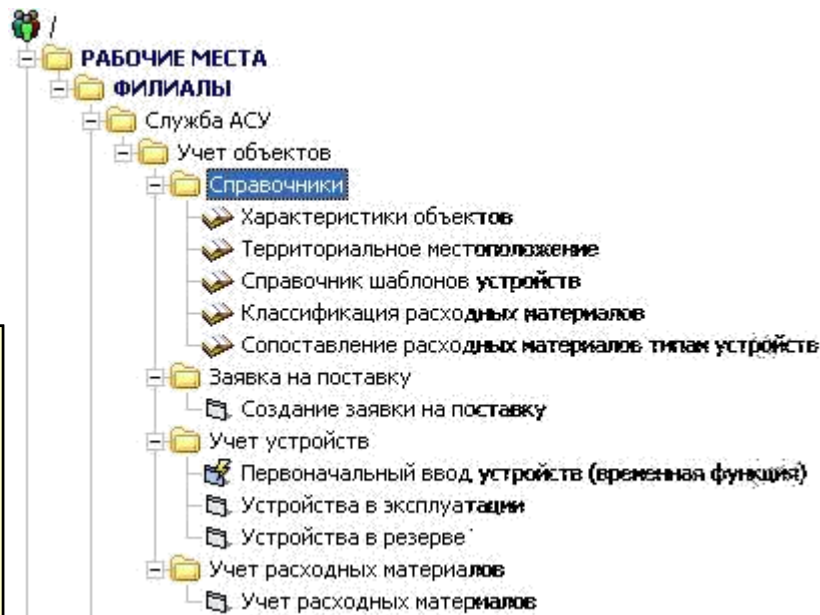 /
РАБОЧИЕ МЕСТА
ФИЛИАЛЫ
Служба АСУ
Учет объектов
Справочники
Характеристики объектов
Территориальное местоположение
Справочник шаблонов устройств
Классификация расходных материалов
Сопоставление расходных материалов типам устройств
Заявка на поставку
Создание заявки на поставку
Учет устройств
Первоначальный ввод устройств (временная функция)
Устройства в эксплуатации
Устройства в резерве
Учет расходных материалов
Учет расходных материалов